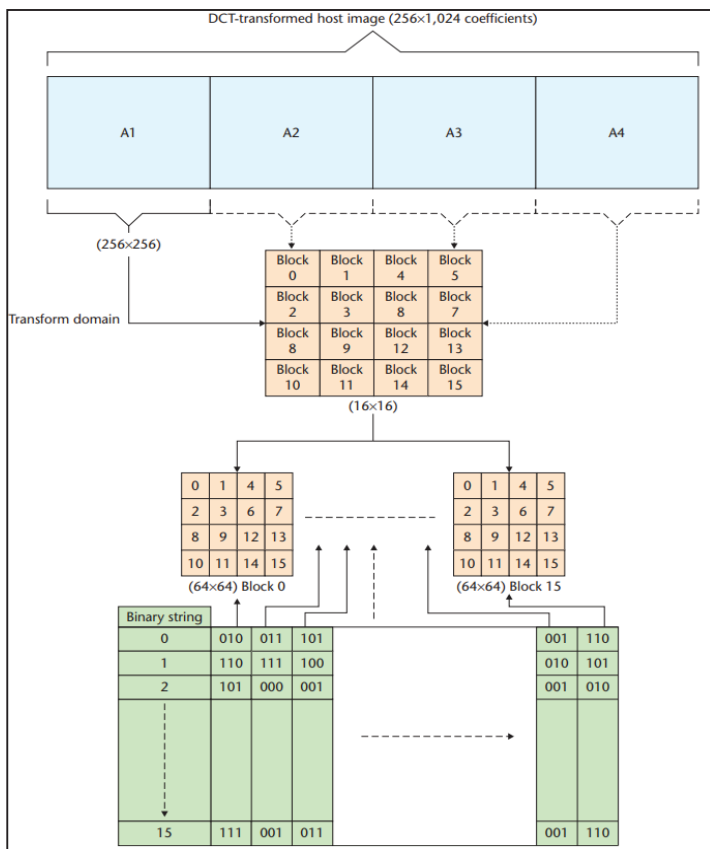 DCT-transformed host image (256×1,024 coefficients)
A1 A2 A3 A4
(256×256)
Block Block Block Block
0 1 4 5
Transform domain
Block Block Block Block
2 3 8 7
Block Block Block Block
8 9 12 13
Block Block Block Block
10 11 14 15
(16×16)
0 1 4 5 0 1 4 5
2 3 6 7 2 3 6 7
8 9 12 13 8 9 12 13
10 11 14 15 10 11 14 15
(64×64) Block 0 (64×64) Block 15
Binary string
0 010 011 101 001 110
1 110 111 100 010 101
2 101 000 001 001 010
15 111 001 011 001 110